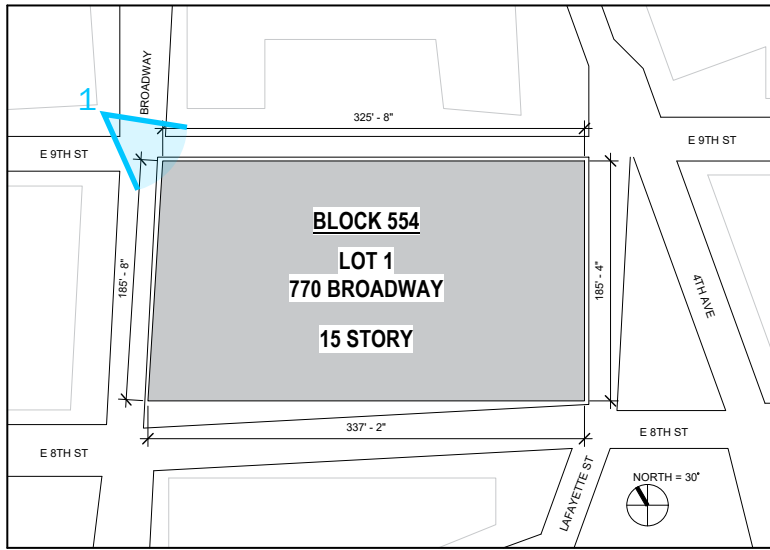 BROADWAY
1
325' - 8"
E 9TH ST
E 9TH ST
BLOCK 554
LOT 1
770 BROADWAY
15 STORY
185' - 8"
185' - 4"
4TH AVE
337' - 2"
E 8TH ST
E 8TH ST
LAFAYETTE ST
NORTH = 30°